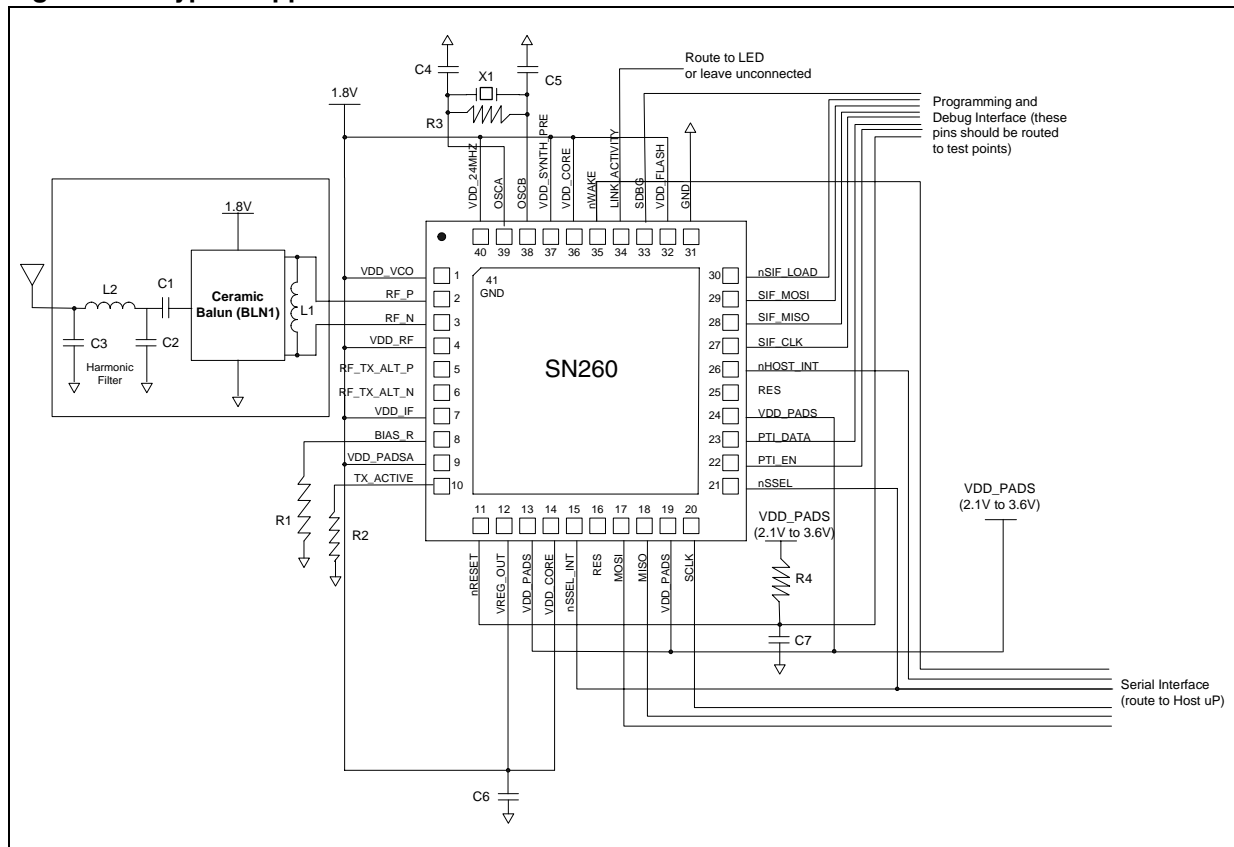 Route to LED
or leave unconnected
C4
X1
C5
R3
1.8V
Programming and
Debug Interface (these
pins should be routed
to test points)
VDD_24MHZ
OSCA
OSCB
VDD_SYNTH_PRE
VDD_CORE
nWAKE
LINK_ACTIVITY
SDBG
VDD_FLASH
GND
40
39
38
37
36
35
34
33
32
31
1.8V
Ceramic
Balun (BLN1)
L1
L2
C1
C3
C2
Harmonic
Filter
VDD_VCO
1
RF_P
2
RF_N
3
VDD_RF
4
RF_TX_ALT_P
5
RF_TX_ALT_N
6
VDD_IF
7
BIAS_R
8
VDD_PADSA
9
TX_ACTIVE
10
41
GND
SN260
30
nSIF_LOAD
29
SIF_MOSI
28
SIF_MISO
27
SIF_CLK
26
nHOST_INT
25
RES
24
VDD_PADS
23
PTI_DATA
22
PTI_EN
21
nSSEL
R1
R2
11
12
13
14
15
16
17
18
19
20
nRESET
VREG_OUT
VDD_PADS
VDD_CORE
nSSEL_INT
RES
MOSI
MISO
VDD_PADS
SCLK
VDD_PADS
(2.1V to 3.6V)
R4
C7
VDD_PADS
(2.1V to 3.6V)
Serial Interface
(route to Host uP)
C6